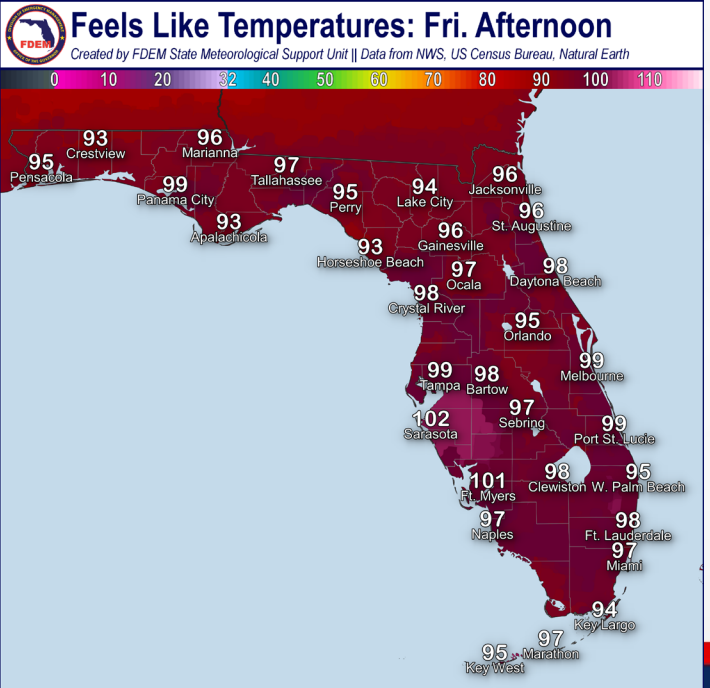 Feels Like Temperatures: Fri. Afternoon
Created by FDEM State Meteorological Support Unit || Data from NWS, US Census Bureau, Natural Earth
FDEM
0 10 20 32 40 50 60 70 80 90 100 110
93
Crestview
96
Marianna
95
Pensacola
97
Tallahassee
99
Panama City
95
Perry
94
Lake City
96
Jacksonville
93
Apalachicola
96
St. Augustine
96
Gainesville
93
Horseshoe Beach
97
Ocala
98
Daytona Beach
98
Crystal River
95
Orlando
99
Melbourne
99
Tampa
98
Bartow
102
Sarasota
97
Sebring
99
Port St. Lucie
101
Ft. Myers
98
Clewiston
95
W. Palm Beach
97
Naples
98
Ft. Lauderdale
97
Miami
94
Key Largo
97
Marathon
95
Key West